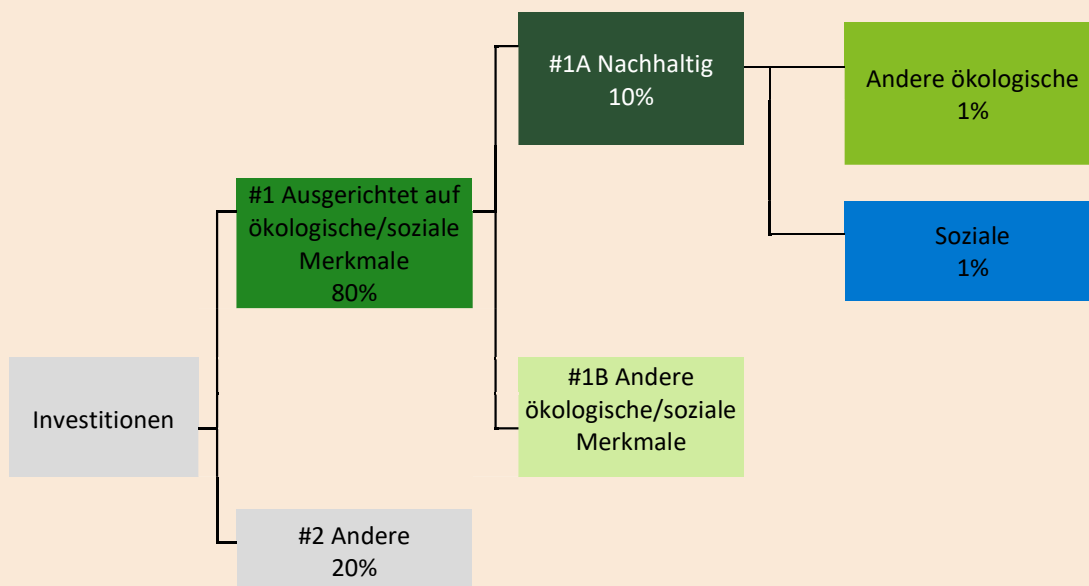 #1A Nachhaltig
10%
Andere ökologische
1%
#1 Ausgerichtet auf
ökologische/soziale
Merkmale
80%
Soziale
1%
Investitionen
#1B Andere
ökologische/soziale
Merkmale
#2 Andere
20%